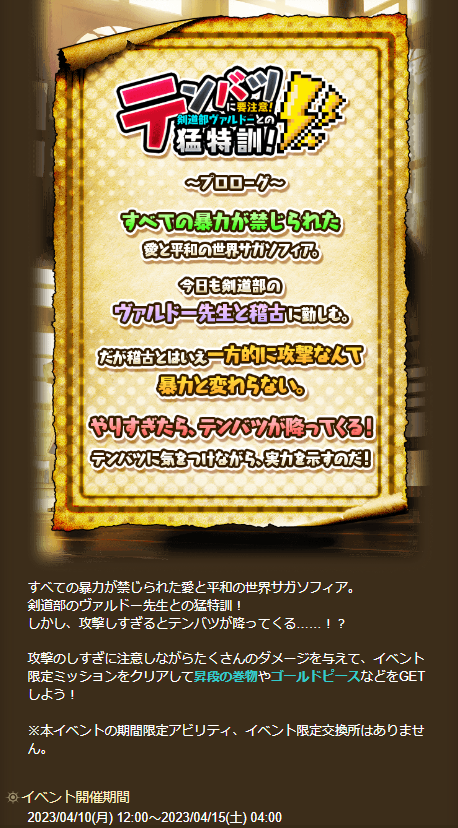 テンバツ
に要注意!
剣道部ヴァルドーとの
猛特訓!
～プロローグ～
すべての暴力が禁じられた
愛と平和の世界サガソフィア。
今日も剣道部の
ヴァルドー先生と稽古に勤しむ。
だが稽古とはいえ一方的に攻撃なんて
暴力と変わらない。
やりすぎたら、テンバツが降ってくる!
テンバツに気をつけながら、実力を示すのだ!
すべての暴力が禁じられた愛と平和の世界サガソフィア。
剣道部のヴァルドー先生との猛特訓！
しかし、攻撃しすぎるとテンバツが降ってくる……！？
攻撃のしすぎに注意しながらたくさんのダメージを与えて、イベント
限定ミッションをクリアして昇段の巻物やゴールドピースなどをGET
しよう！
※本イベントの期間限定アビリティ、イベント限定交換所はありませ
ん。
イベント開催期間
2023/04/10(月) 12:00～2023/04/15(土) 04:00